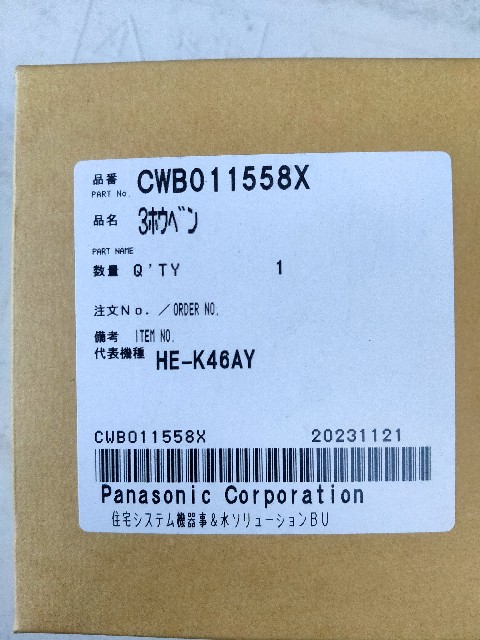 品番 CWB011558X
PART No.
品名 3ホウベン
PART NAME
数量 Q'TY 1
注文No. / ORDER NO.
備考 ITEM NO.
代表機種 HE-K46AY
CWB011558X 20231121
Panasonic Corporation
住宅システム機器事&水ソリューションBU